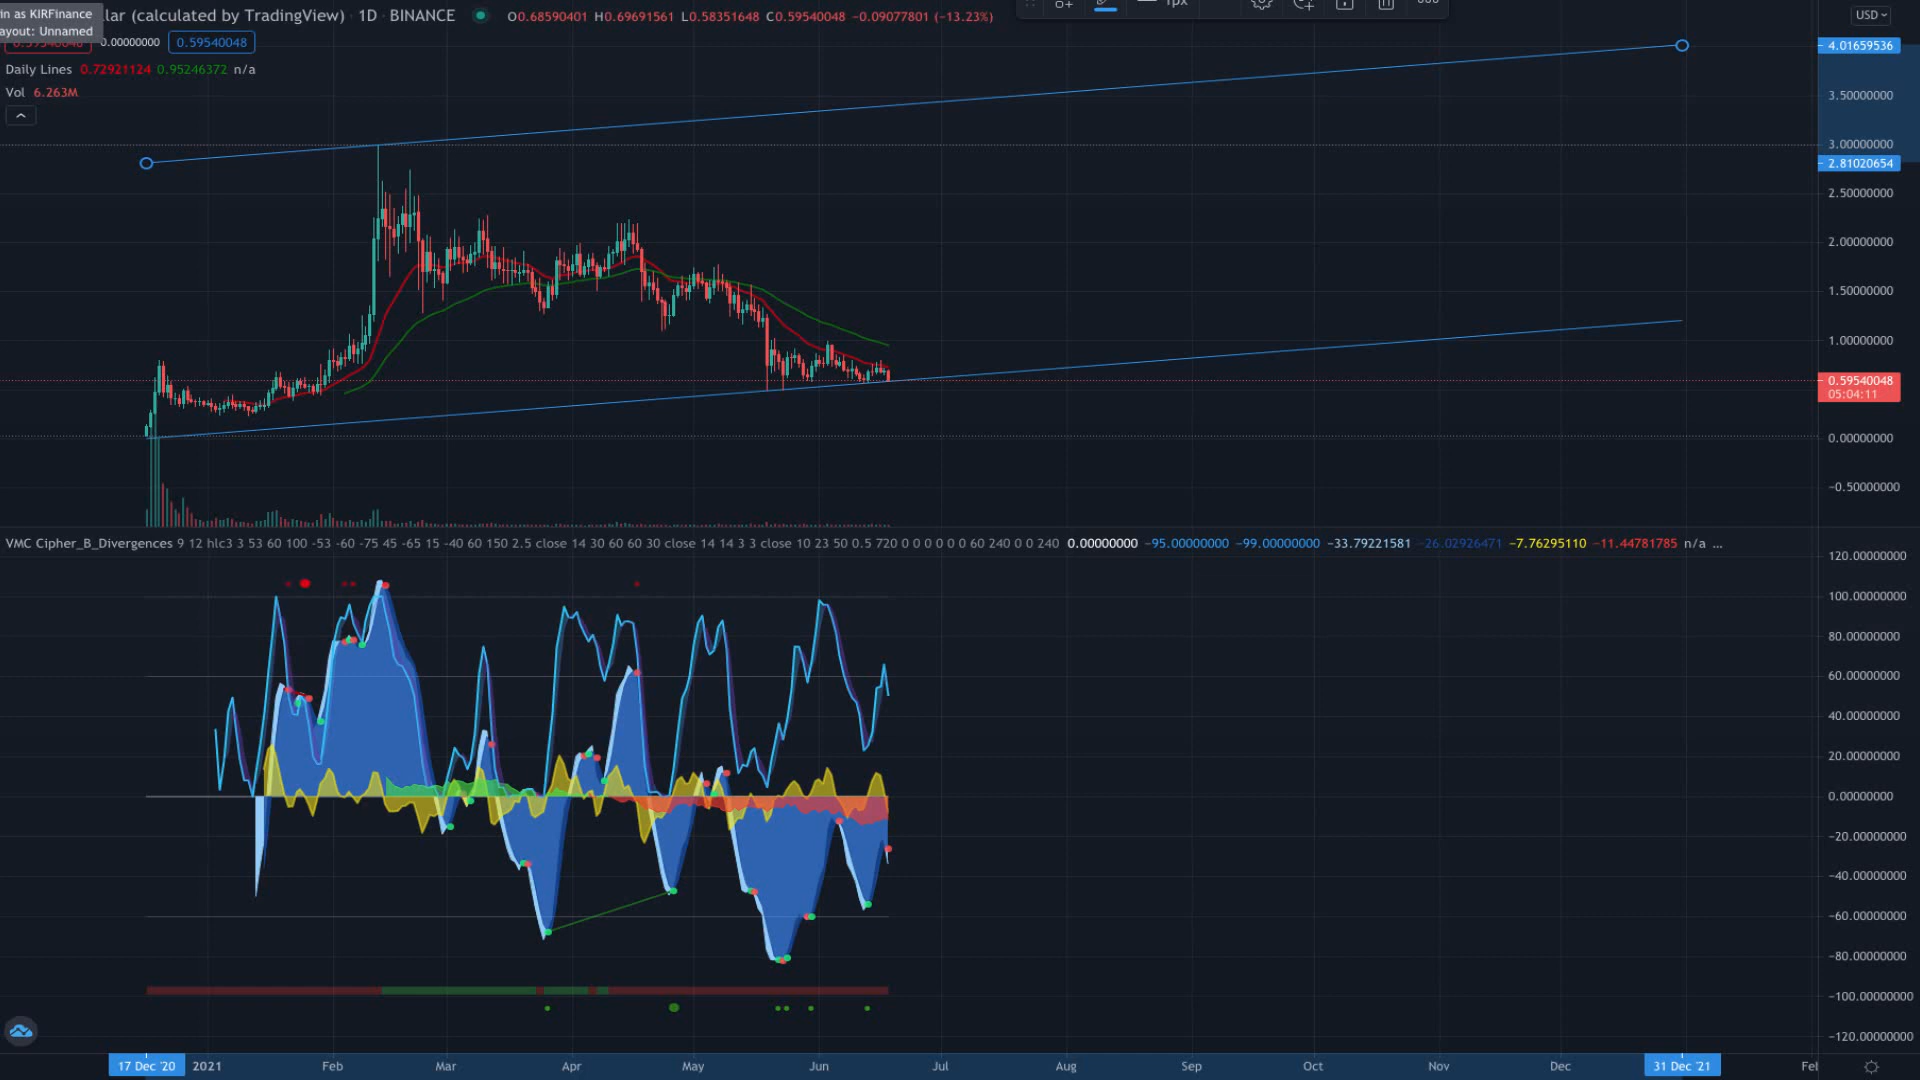 in as KIRFinance
ayout: Unnamed
llar (calculated by TradingView) · 1D · BINANCE O0.68590401 H0.69691561 L0.58351648 C0.59540048 −0.09077801 (−13.23%)
1px
USD
0.59540048 0.00000000 0.59540048
Daily Lines 0.72921124 0.95246372 n/a
Vol 6.263M
4.01659536
3.50000000
3.00000000
2.81020654
2.50000000
2.00000000
1.50000000
1.00000000
0.59540048
05:04:11
0.00000000
−0.50000000
VMC Cipher_B_Divergences 9 12 hlc3 3 53 60 100 -53 -60 -75 45 -65 15 -40 60 150 2.5 close 14 30 60 60 30 close 14 14 3 3 close 10 23 50 0.5 720 0 0 0 0 0 0 60 240 0 0 240 0.00000000 −95.00000000 −99.00000000 −33.79221581 −26.02926471 −7.76295110 −11.44781785 n/a ...
120.00000000
100.00000000
80.00000000
60.00000000
40.00000000
20.00000000
0.00000000
−20.00000000
−40.00000000
−60.00000000
−80.00000000
−100.00000000
−120.00000000
17 Dec '20 2021 Feb Mar Apr May Jun Jul Aug Sep Oct Nov Dec 31 Dec '21